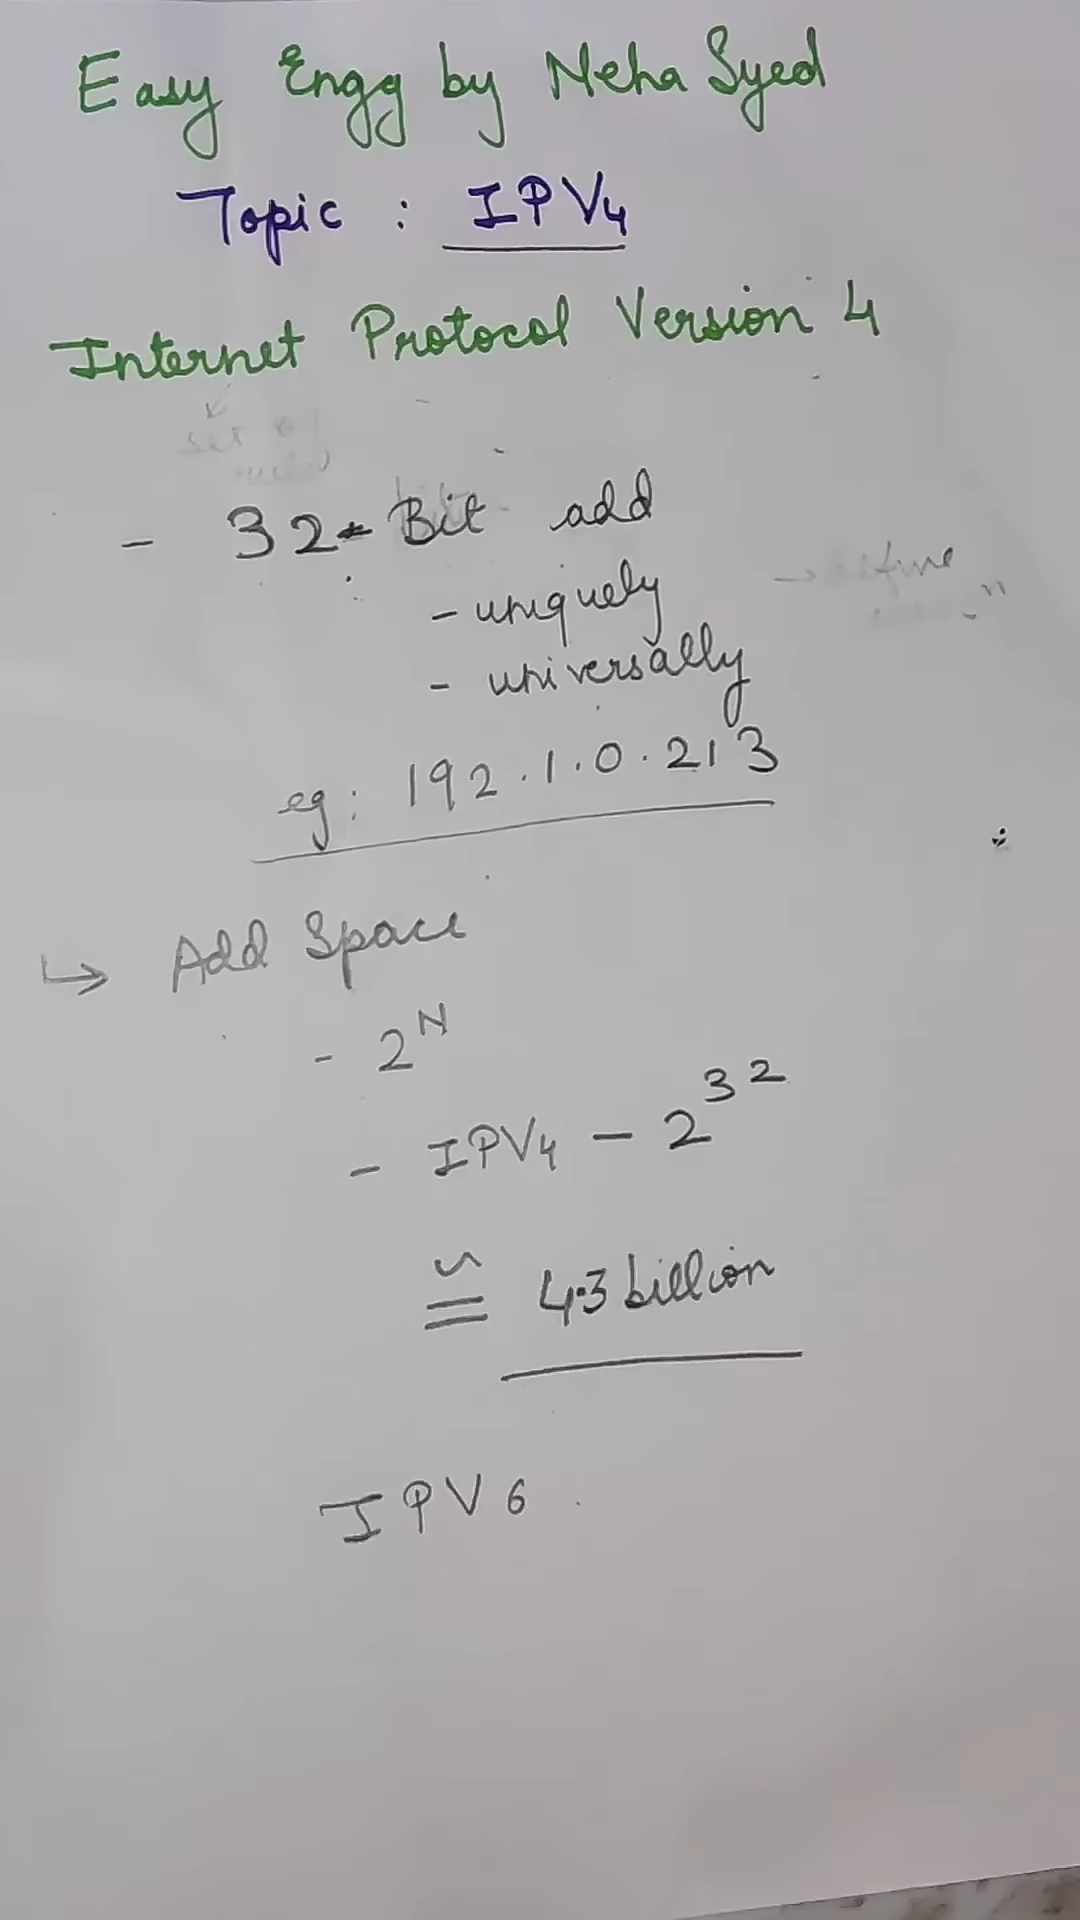 Easy Engg by Neha Syed
Topic : IPV4
Internet Protocol Version 4
- 32-Bit add
- uniquely
- universally
eg: 192.1.0.213
↳ Add Space
- 2^N
- IPV4 - 2^32
≅ 4.3 billion
IPV6